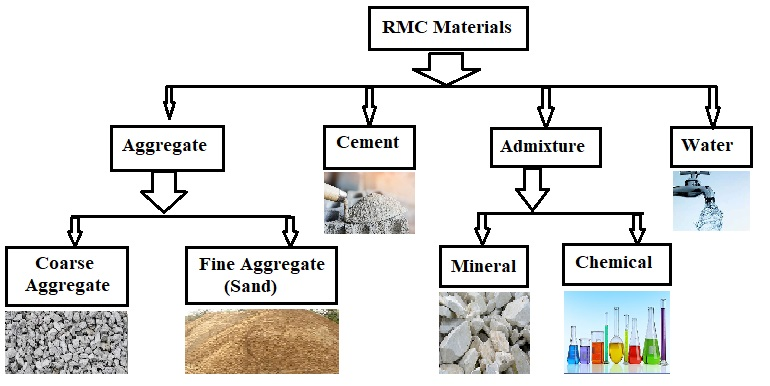 RMC Materials
Aggregate
Cement
Admixture
Water
Coarse
Aggregate
Fine Aggregate
(Sand)
Mineral
Chemical